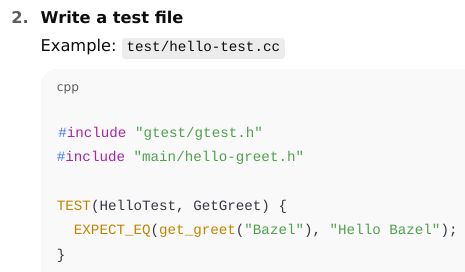 2. Write a test file
Example: test/hello-test.cc
cpp
#include "gtest/gtest.h"
#include "main/hello-greet.h"
TEST(HelloTest, GetGreet) {
  EXPECT_EQ(get_greet("Bazel"), "Hello Bazel");
}